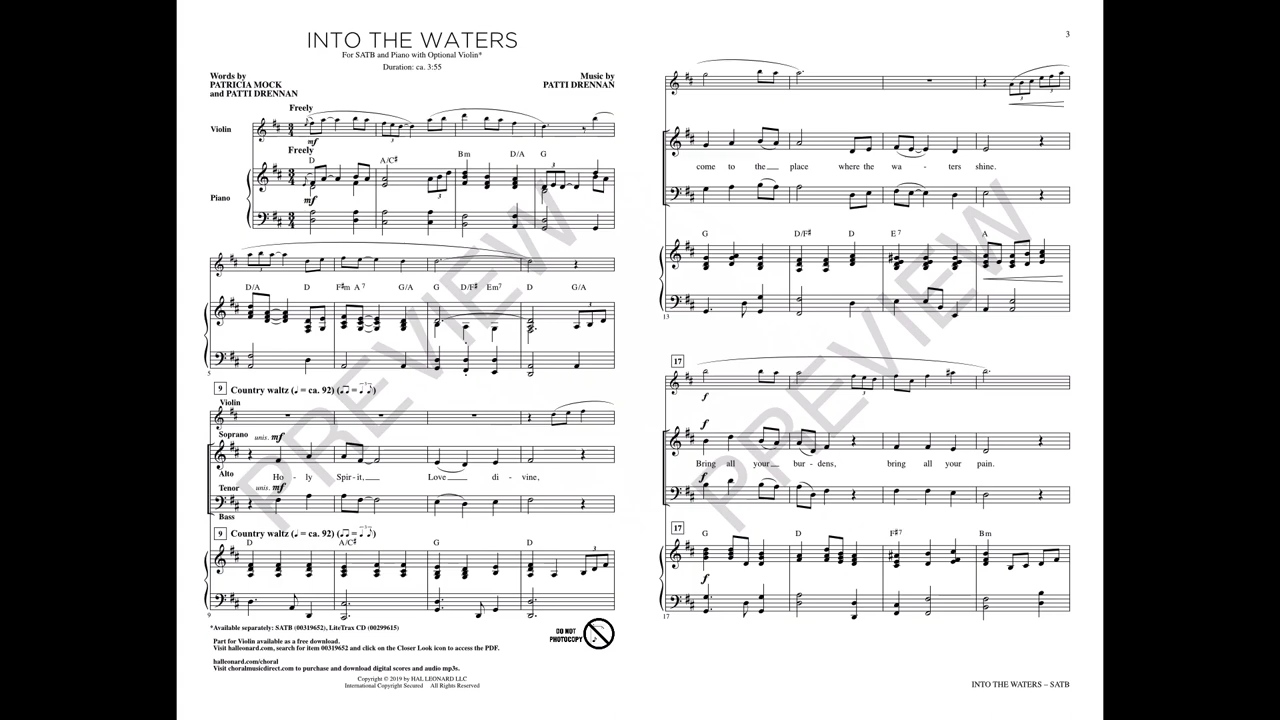 INTO THE WATERS
For SATB and Piano with Optional Violin*
Duration: ca. 3:55
Words by
PATRICIA MOCK
and PATTI DRENNAN
Music by
PATTI DRENNAN
Freely
Violin
mf
Freely
D A/C♯ Bm D/A G
Piano
mf
D/A D F♯m A7 G/A G D/F♯ Em7 D G/A
5
9 Country waltz (♩ = ca. 92) (♫ = ♩♪)
Violin
Soprano unis. mf
Alto
Ho - ly Spir - it, Love di - vine,
Tenor unis. mf
Bass
9 Country waltz (♩ = ca. 92) (♫ = ♩♪)
D A/C♯ G D
3
9
*Available separately: SATB (00319652), LiteTrax CD (00299615)
Part for Violin available as a free download.
Visit halleonard.com, search for item 00319652 and click on the Closer Look icon to access the PDF.
halleonard.com/choral
Visit choralmusicdirect.com to purchase and download digital scores and audio mp3s.
DO NOT
PHOTOCOPY
Copyright © 2019 by HAL LEONARD LLC
International Copyright Secured All Rights Reserved
PREVIEW
3
come to the place where the wa - ters shine.
G D/F♯ D E7 A
13
17
f
f
Bring all your bur - dens, bring all your pain.
f
17
G D F♯7 Bm
f
17
PREVIEW
INTO THE WATERS – SATB